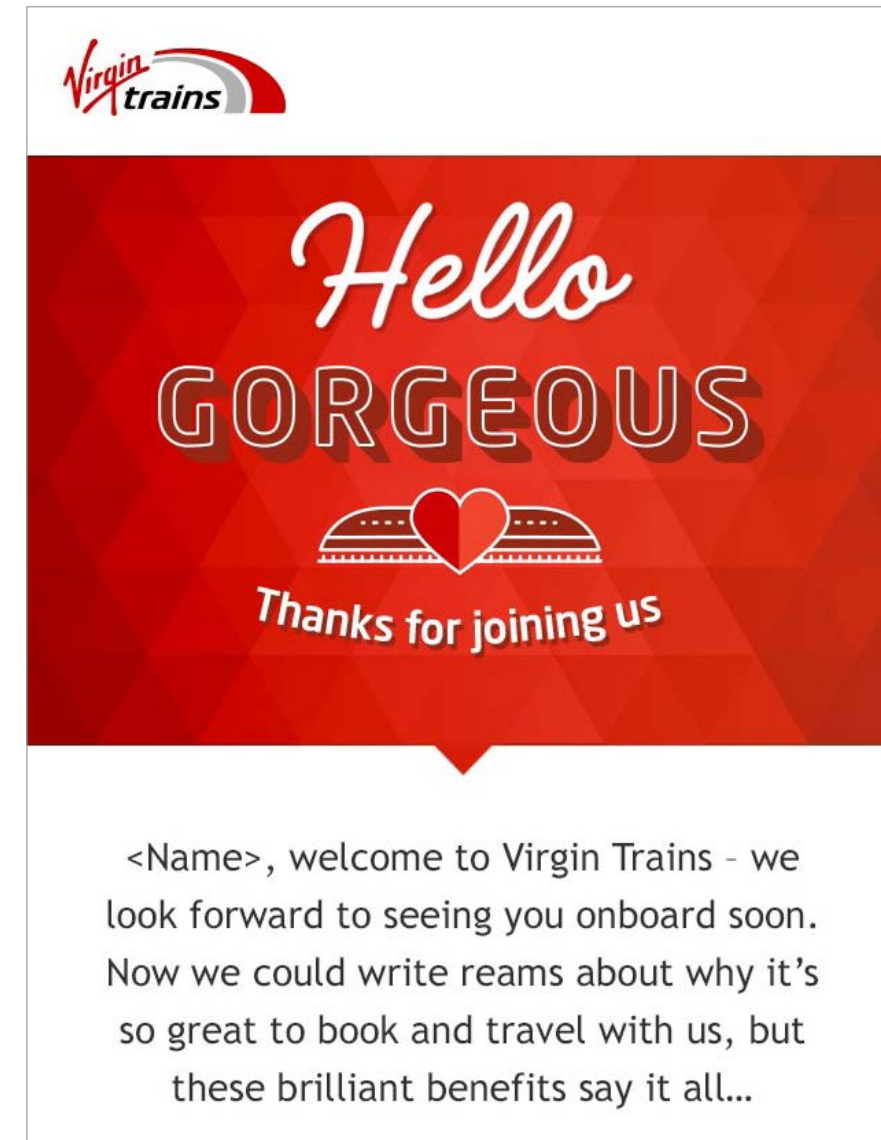 Virgin
trains
Hello
GORGEOUS
Thanks for joining us
<Name>, welcome to Virgin Trains – we
look forward to seeing you onboard soon.
Now we could write reams about why it’s
so great to book and travel with us, but
these brilliant benefits say it all…